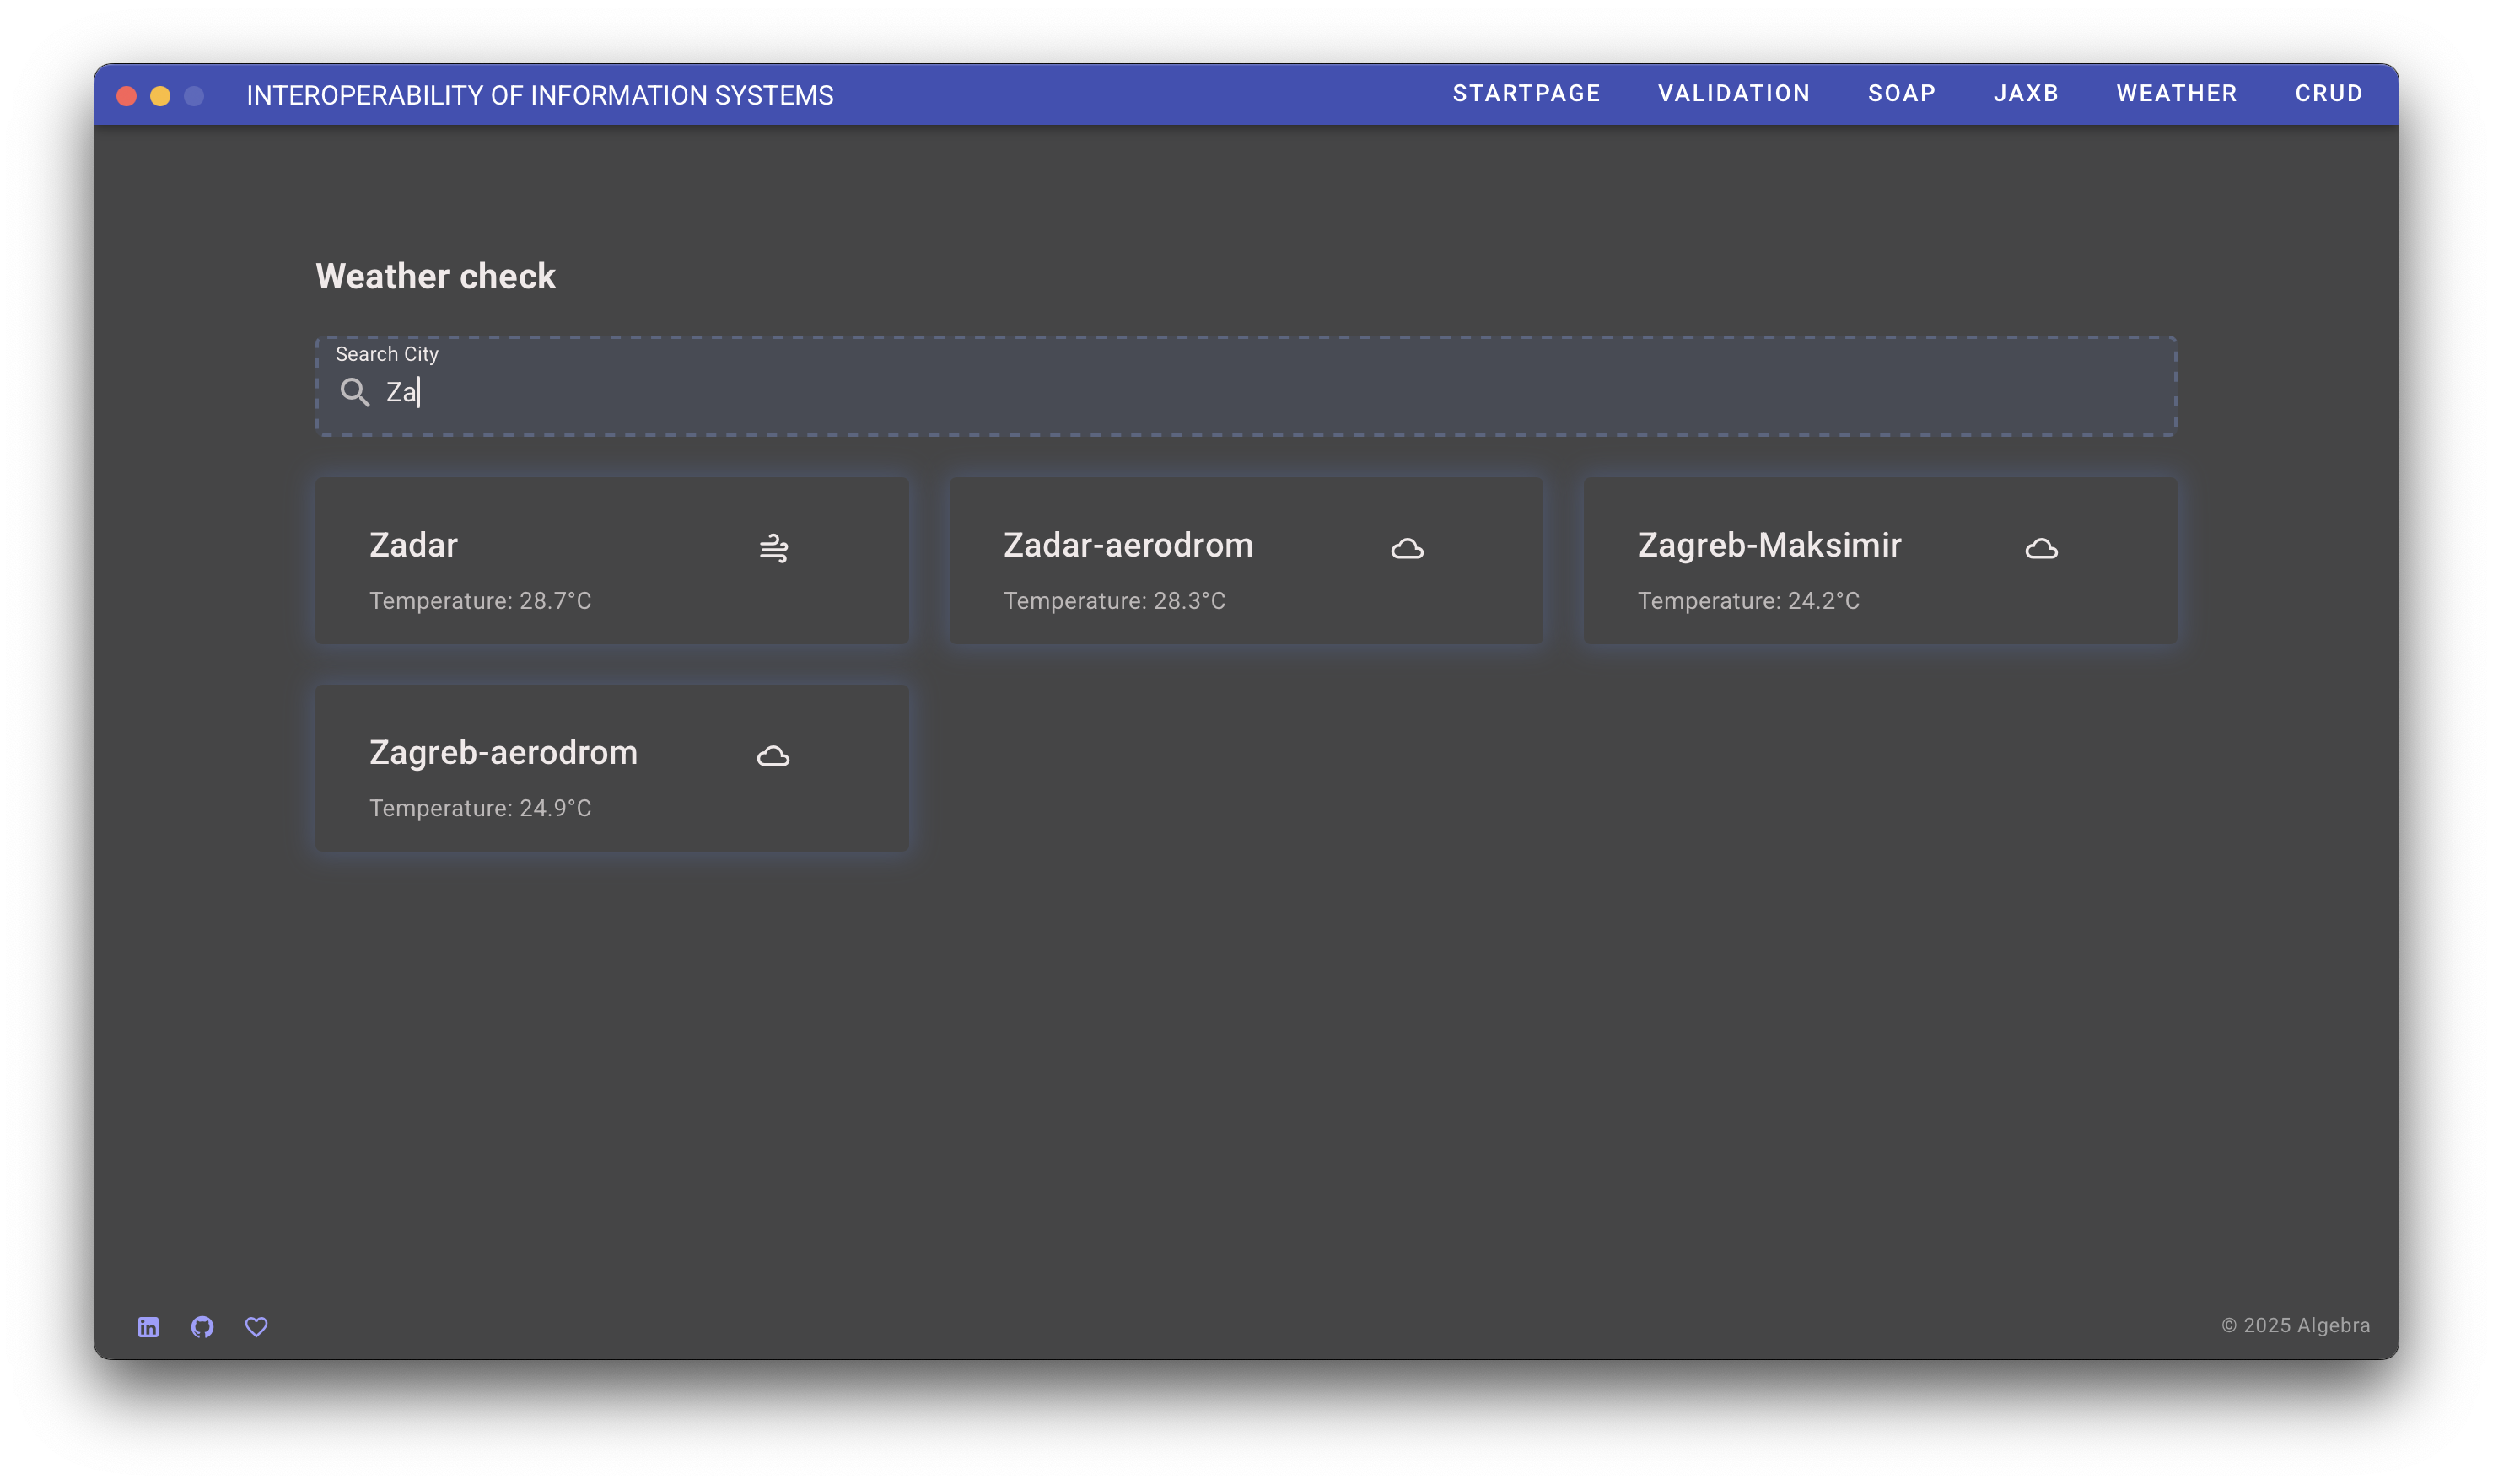 INTEROPERABILITY OF INFORMATION SYSTEMS
STARTPAGE VALIDATION SOAP JAXB WEATHER CRUD
Weather check
Search City
Za
Zadar
Temperature: 28.7°C
Zadar-aerodrom
Temperature: 28.3°C
Zagreb-Maksimir
Temperature: 24.2°C
Zagreb-aerodrom
Temperature: 24.9°C
in
© 2025 Algebra